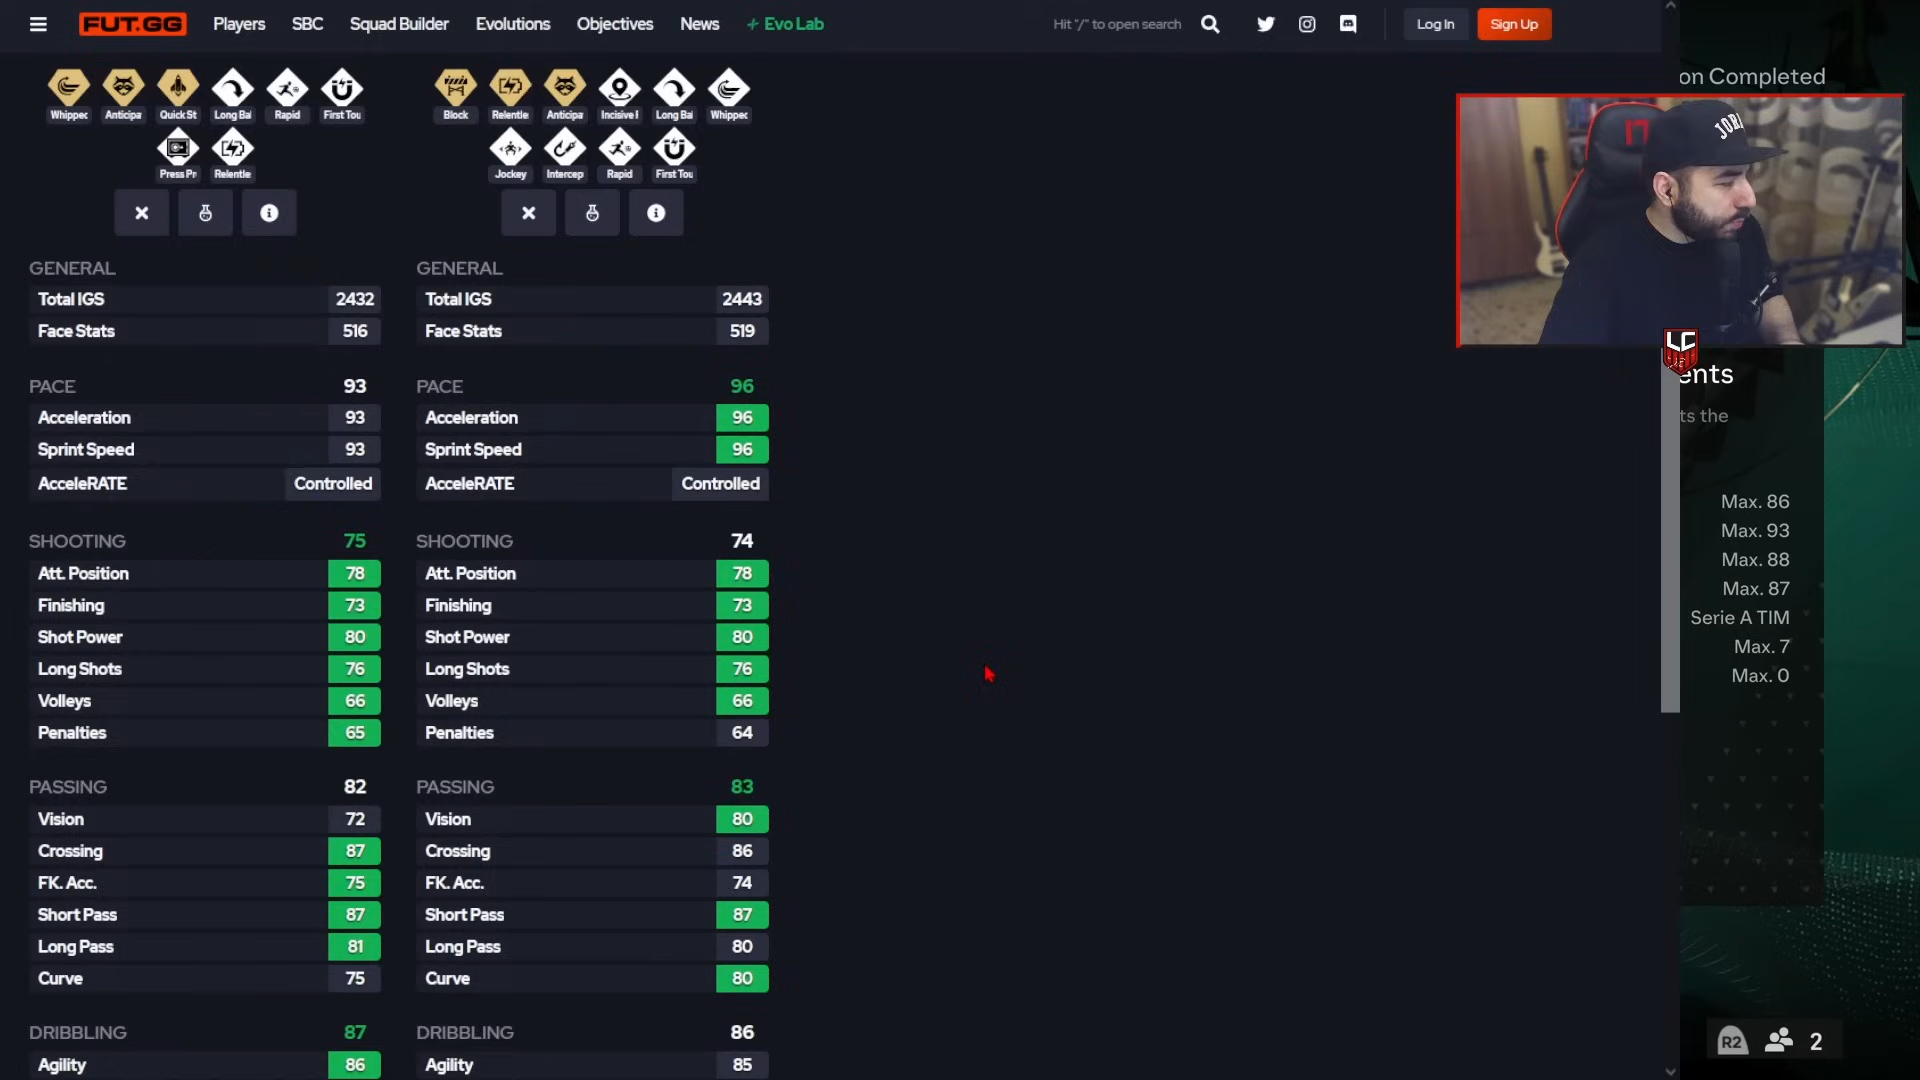 FUT.GG Players SBC Squad Builder Evolutions Objectives News + Evo Lab Hit "/" to open search Log In Sign Up
on Completed
Whipped Anticipa Quick St Long Bal Rapid First Tou
Block Relentle Anticipa Incisive Long Bal Whipped
Press Pr Relentle
Jockey Intercep Rapid First Tou
GENERAL GENERAL
Total IGS 2432 Total IGS 2443
Face Stats 516 Face Stats 519
LC
ents
ts the
PACE 93 PACE 96
Acceleration 93 Acceleration 96
Sprint Speed 93 Sprint Speed 96
AcceleRATE Controlled AcceleRATE Controlled
Max. 86
Max. 93
Max. 88
Max. 87
Serie A TIM
Max. 7
Max. 0
SHOOTING 75 SHOOTING 74
Att. Position 78 Att. Position 78
Finishing 73 Finishing 73
Shot Power 80 Shot Power 80
Long Shots 76 Long Shots 76
Volleys 66 Volleys 66
Penalties 65 Penalties 64
PASSING 82 PASSING 83
Vision 72 Vision 80
Crossing 87 Crossing 86
FK. Acc. 75 FK. Acc. 74
Short Pass 87 Short Pass 87
Long Pass 81 Long Pass 80
Curve 75 Curve 80
DRIBBLING 87 DRIBBLING 86
Agility 86 Agility 85
R2 2